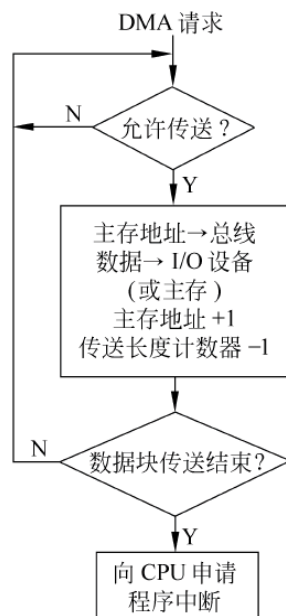 DMA 请求
N
允许传送？
Y
主存地址→总线
数据→ I/O 设备
(或主存)
主存地址 +1
传送长度计数器 −1
N
数据块传送结束?
Y
向 CPU 申请
程序中断